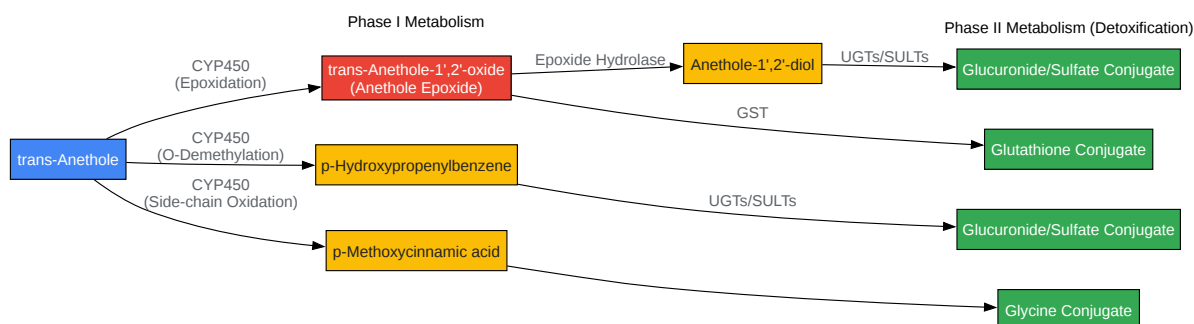 Phase I Metabolism
Phase II Metabolism (Detoxification)
CYP450
(Epoxidation)
trans-Anethole-1',2'-oxide
(Anethole Epoxide)
Epoxide Hydrolase
Anethole-1',2'-diol
UGTs/SULTs
Glucuronide/Sulfate Conjugate
GST
Glutathione Conjugate
trans-Anethole
CYP450
(O-Demethylation)
p-Hydroxypropenylbenzene
UGTs/SULTs
Glucuronide/Sulfate Conjugate
CYP450
(Side-chain Oxidation)
p-Methoxycinnamic acid
Glycine Conjugate